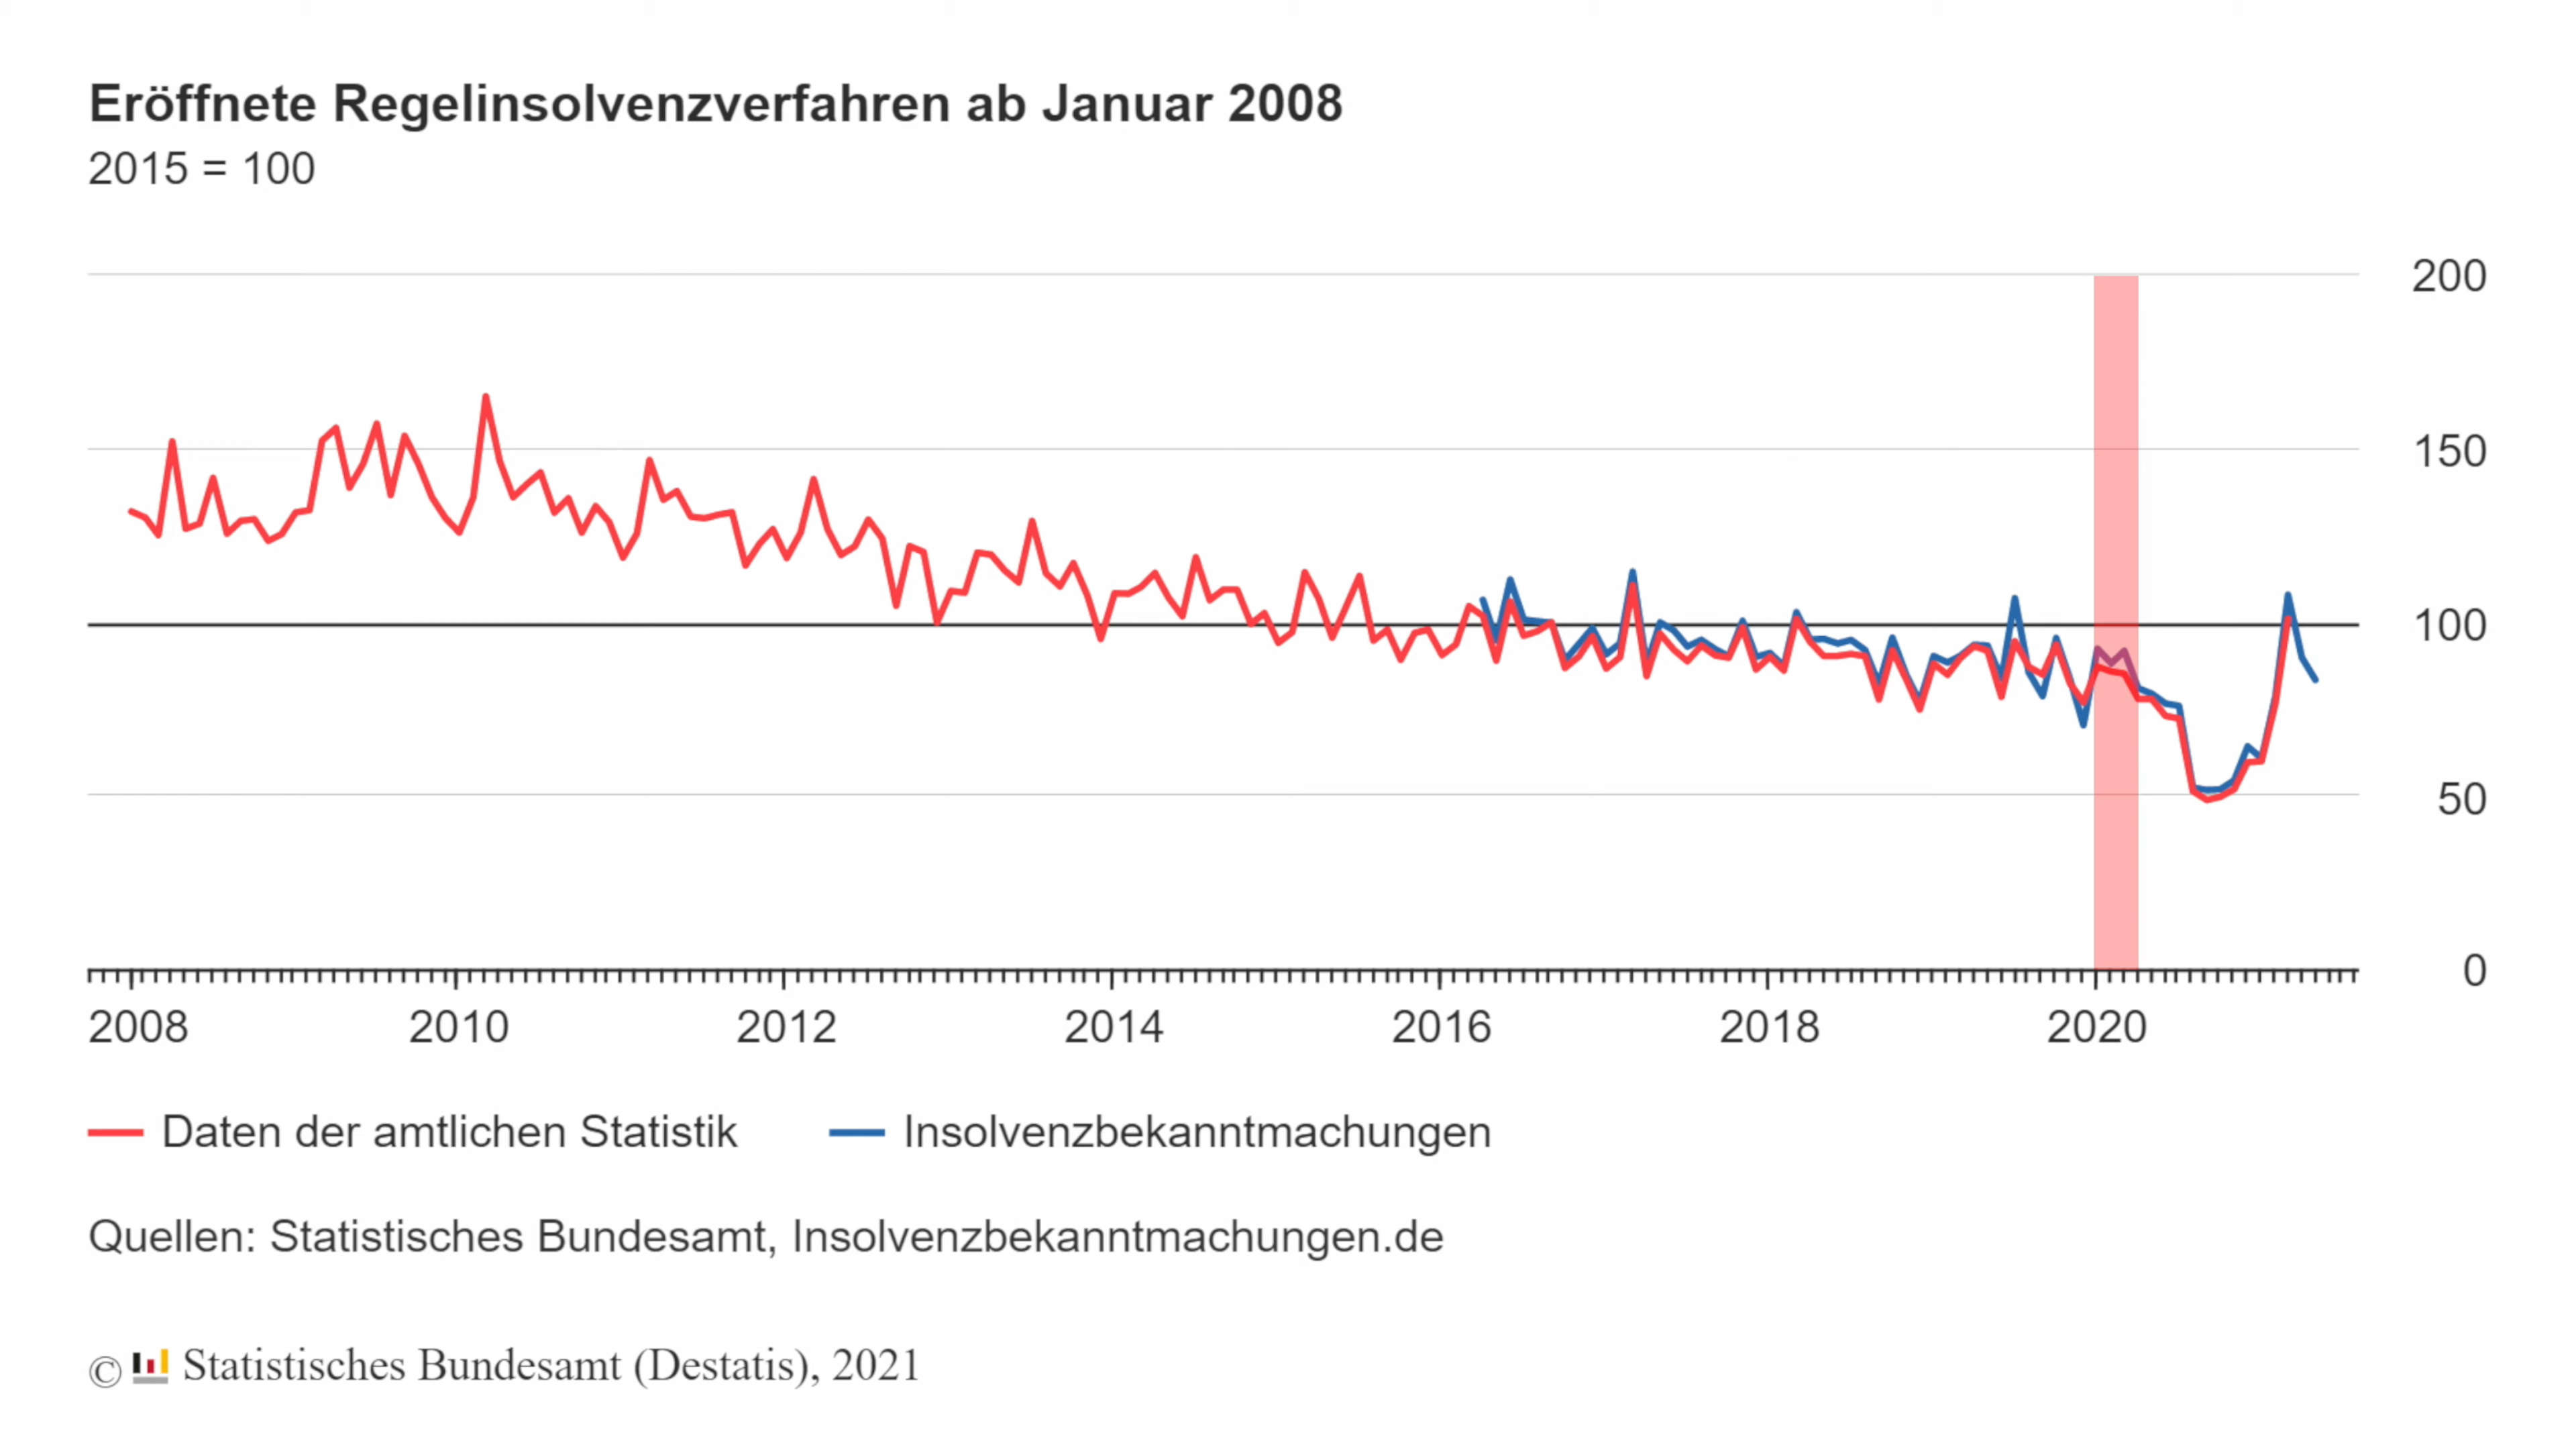 Eröffnete Regelinsolvenzverfahren ab Januar 2008
2015 = 100
200
150
100
50
0
2008 2010 2012 2014 2016 2018 2020
Daten der amtlichen Statistik Insolvenzbekanntmachungen
Quellen: Statistisches Bundesamt, Insolvenzbekanntmachungen.de
© Statistisches Bundesamt (Destatis), 2021